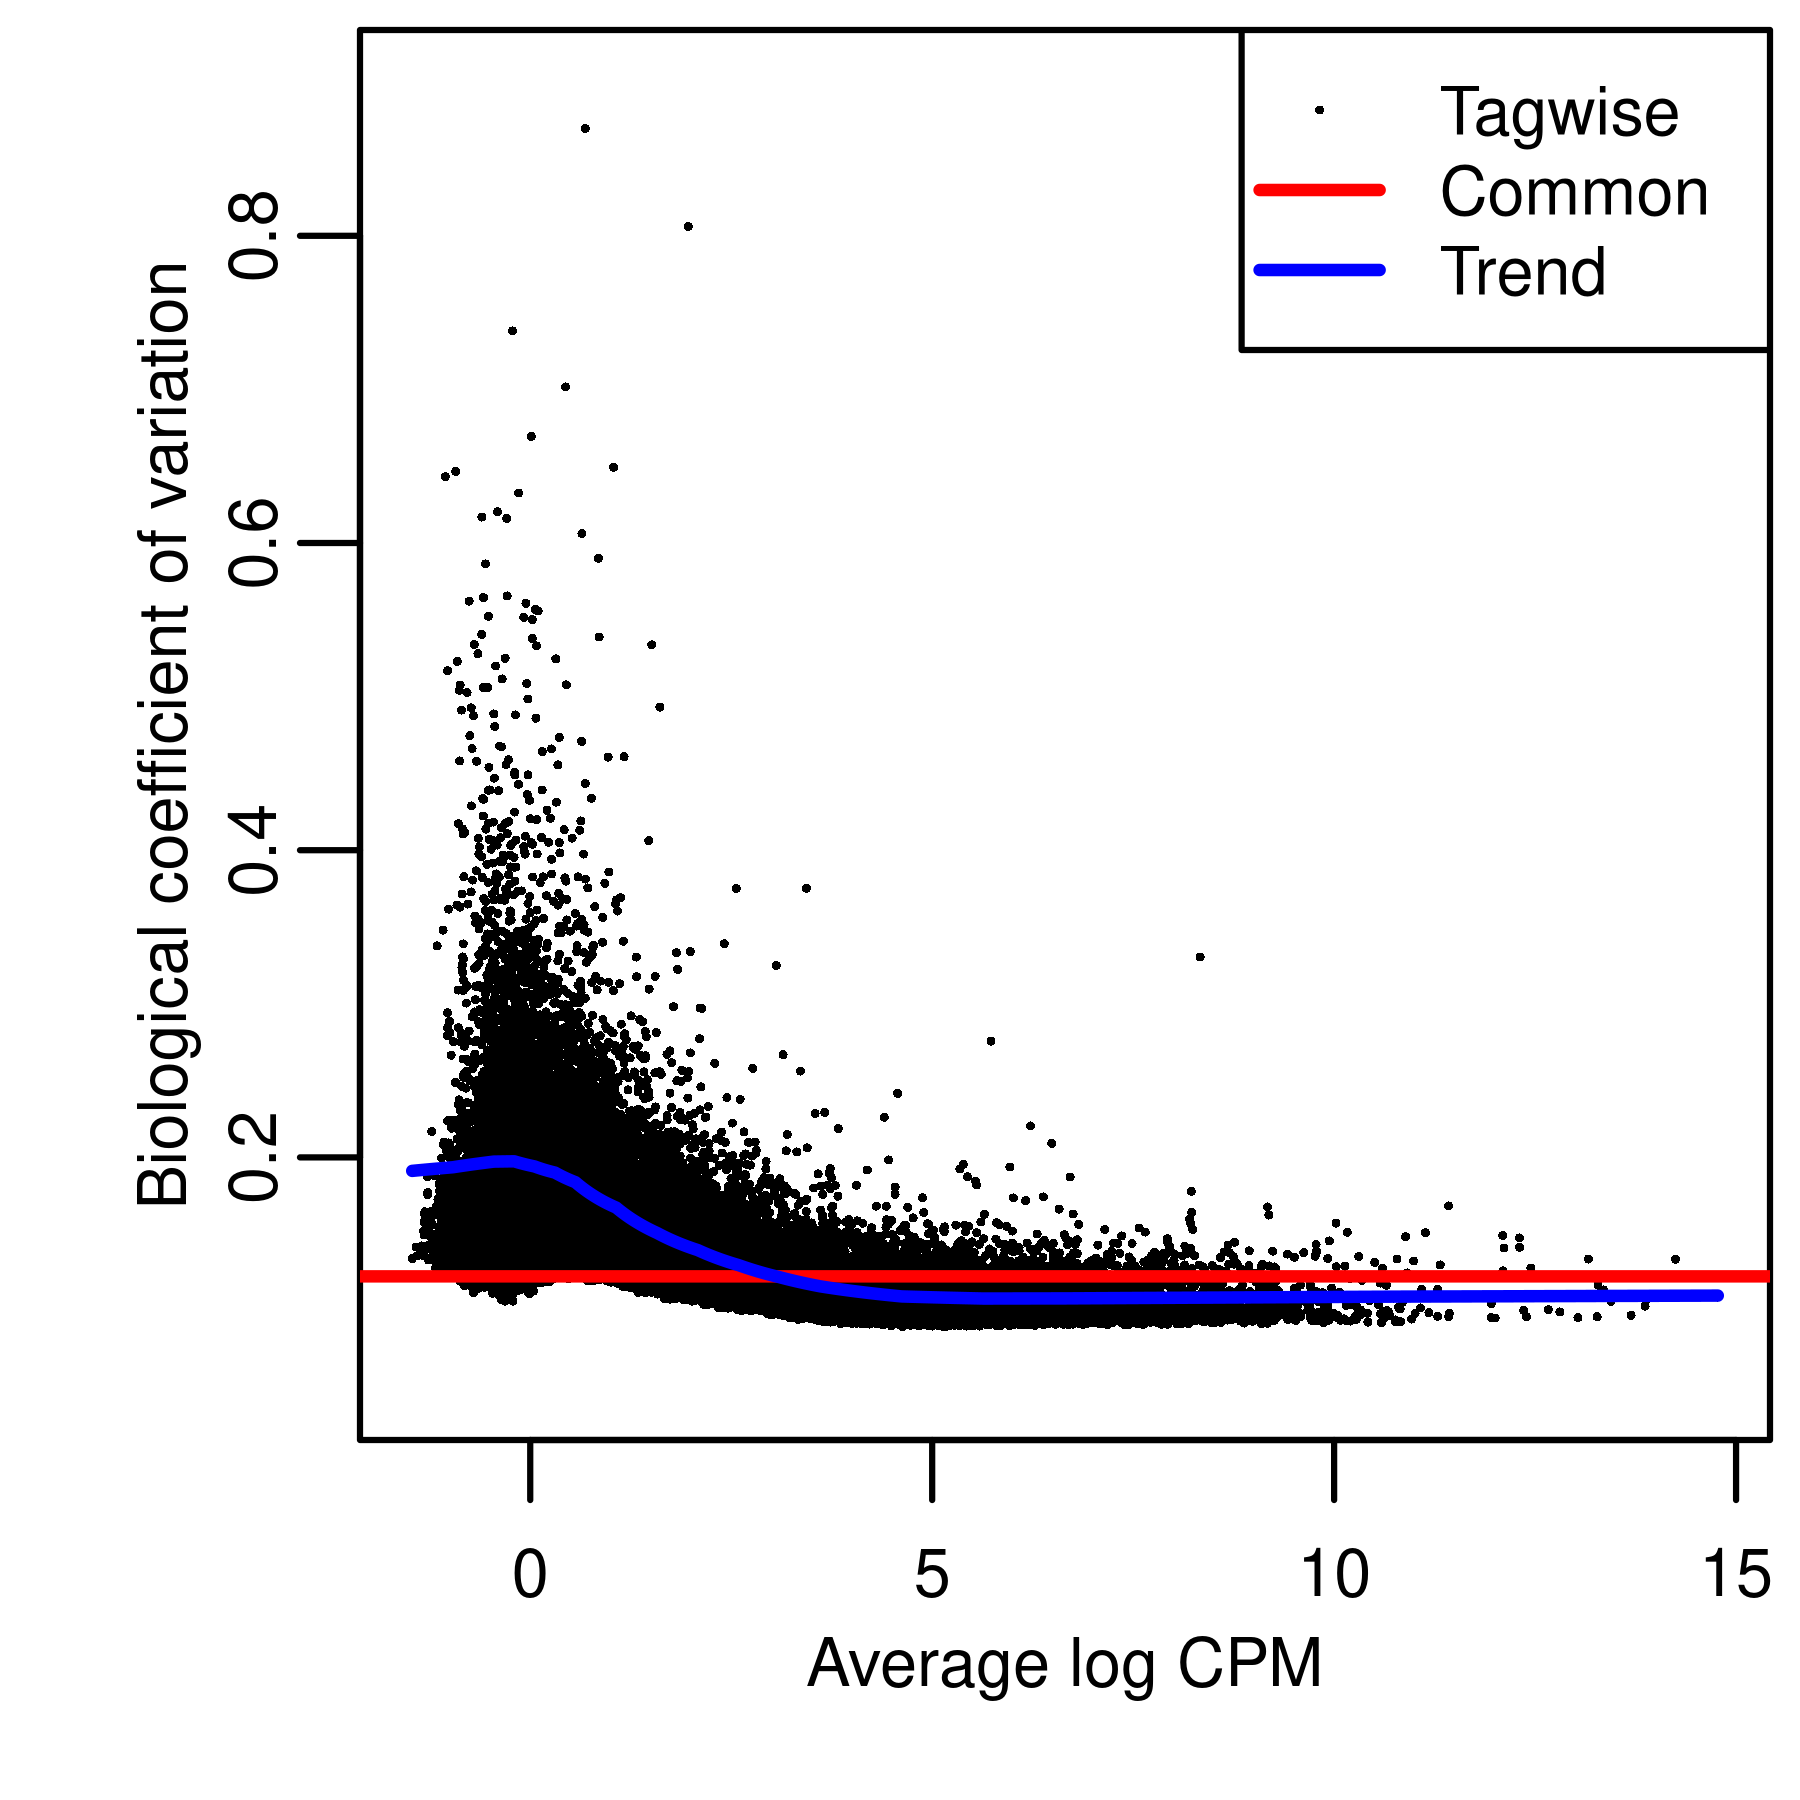 Tagwise
Common
Trend
Biological coefficient of variation
0.8
0.6
0.4
0.2
0 5 10 15
Average log CPM